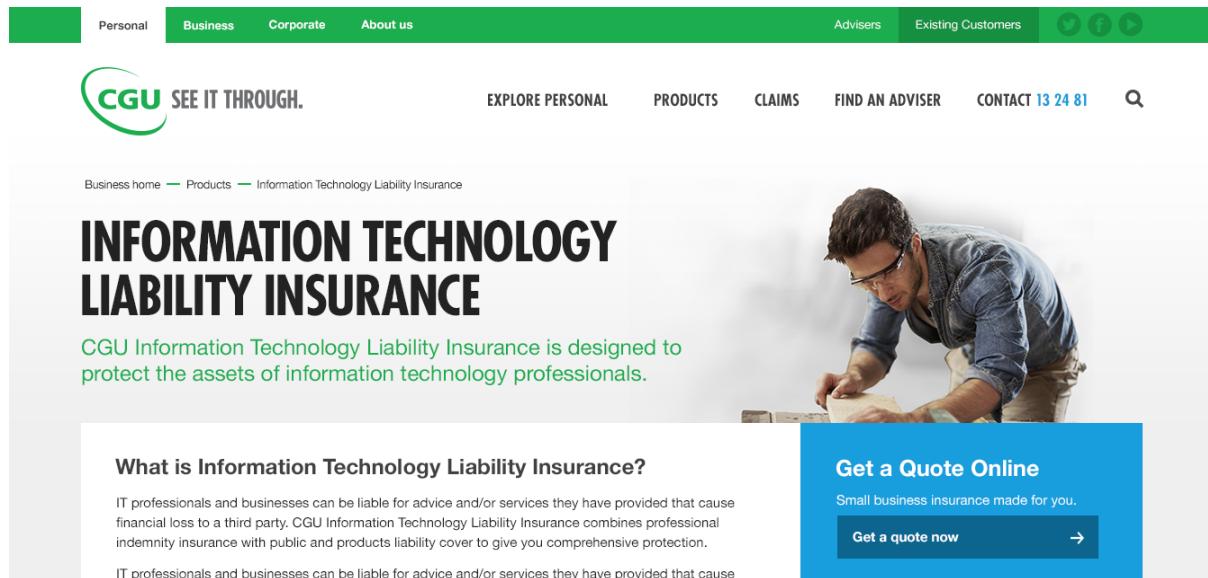 Personal Business Corporate About us Advisers Existing Customers
CGU SEE IT THROUGH. EXPLORE PERSONAL PRODUCTS CLAIMS FIND AN ADVISER CONTACT 13 24 81
Business home — Products — Information Technology Liability Insurance
INFORMATION TECHNOLOGY
LIABILITY INSURANCE
CGU Information Technology Liability Insurance is designed to
protect the assets of information technology professionals.
What is Information Technology Liability Insurance?
IT professionals and businesses can be liable for advice and/or services they have provided that cause
financial loss to a third party. CGU Information Technology Liability Insurance combines professional
indemnity insurance with public and products liability cover to give you comprehensive protection.
IT professionals and businesses can be liable for advice and/or services they have provided that cause
Get a Quote Online
Small business insurance made for you.
Get a quote now